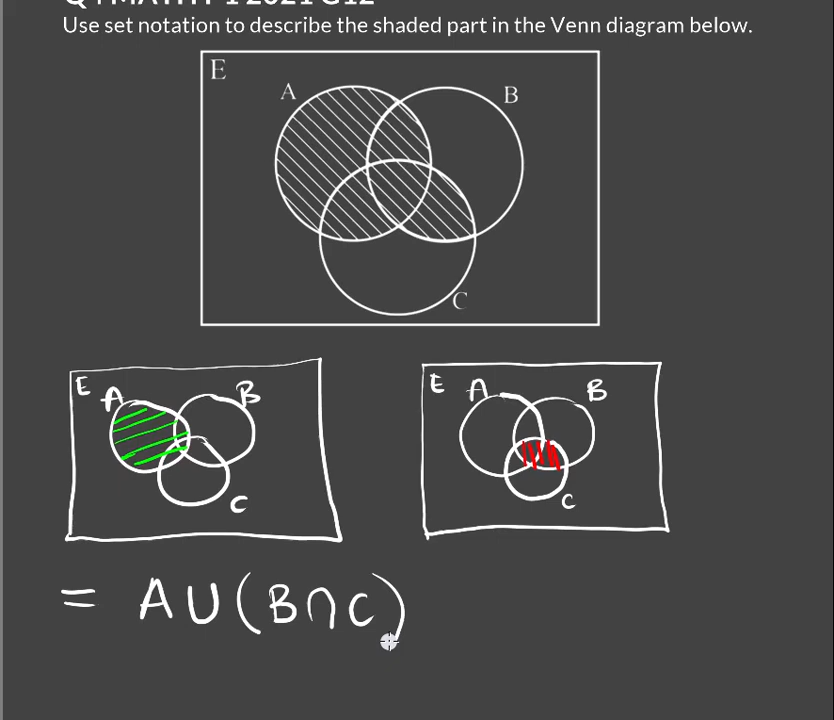 Use set notation to describe the shaded part in the Venn diagram below.
E
A
B
C
E
A
B
C
E
A
B
C
= A∪(B∩C)